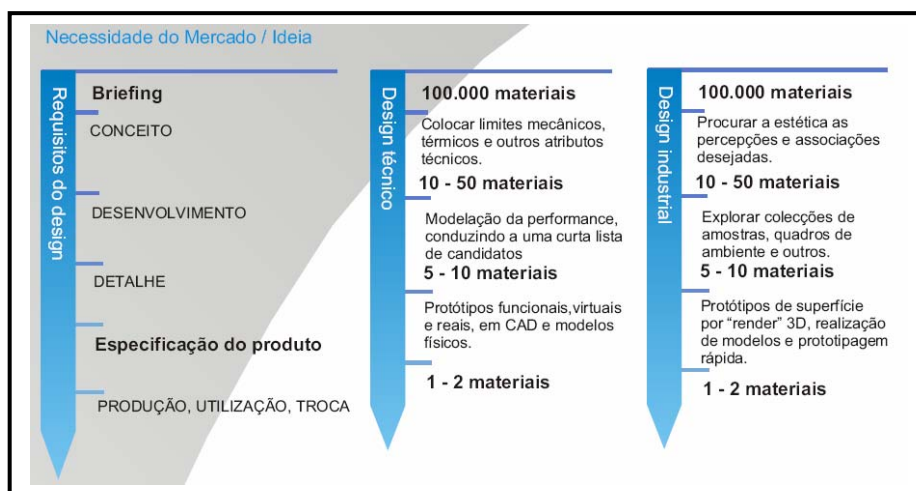 Necessidade do Mercado / Ideia
Requisitos do design
Briefing
CONCEITO
DESENVOLVIMENTO
DETALHE
Especificação do produto
PRODUÇÃO, UTILIZAÇÃO, TROCA
Design técnico
100.000 materiais
Colocar limites mecânicos,
térmicos e outros atributos
técnicos.
10 - 50 materiais
Modelação da performance,
conduzindo a uma curta lista
de candidatos
5 - 10 materiais
Protótipos funcionais,virtuais
e reais, em CAD e modelos
físicos.
1 - 2 materiais
Design industrial
100.000 materiais
Procurar a estética as
percepções e associações
desejadas.
10 - 50 materiais
Explorar colecções de
amostras, quadros de
ambiente e outros.
5 - 10 materiais
Protótipos de superfície
por “render” 3D, realização
de modelos e prototipagem
rápida.
1 - 2 materiais